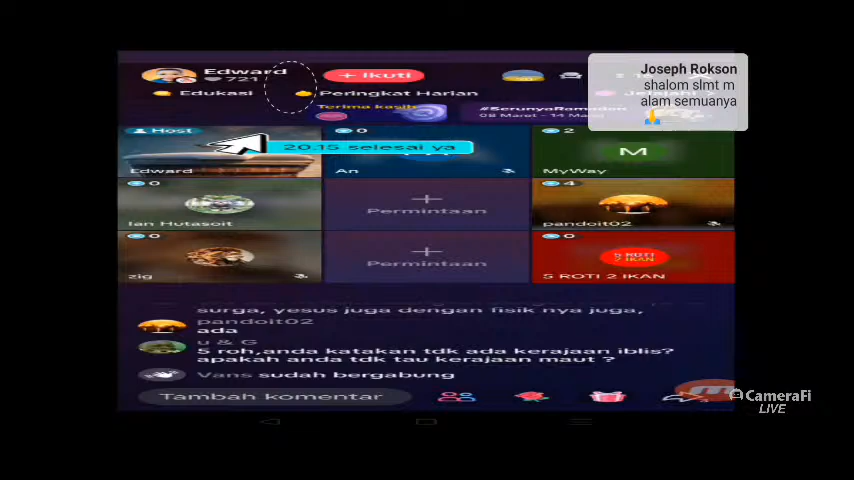 Edward
721
+ Ikuti
Edukasi
Peringkat Harian
Terima kasih
#SerunyaRamadan
08 Maret - 14 Mare
Joseph Rokson
shalom slmt m
alam semuanya
Host
20.15 selesai ya
Edward
0
An
2
M
MyWay
0
Ian Hutasoit
+
Permintaan
4
pandoit02
0
zig
+
Permintaan
0
5 ROTI
2 IKAN
5 ROTI 2 IKAN
surga, yesus juga dengan fisik nya juga,
pandoit02
ada
u & G
5 roh,anda katakan tdk ada kerajaan iblis?
apakah anda tdk tau kerajaan maut ?
Vans sudah bergabung
Tambah komentar
CameraFi
LIVE